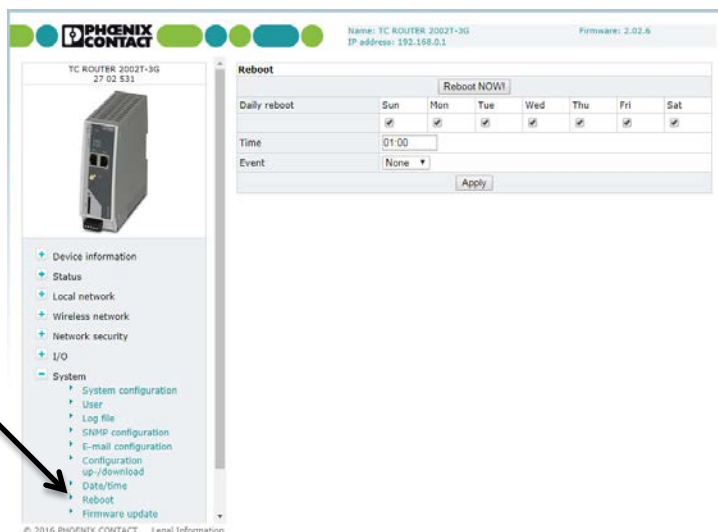 PHŒNIX
CONTACT
Name: TC ROUTER 2002T-3G
IP address: 192.168.0.1
Firmware: 2.02.6
TC ROUTER 2002T-3G
27 02 531
Device information
Status
Local network
Wireless network
Network security
I/O
System
System configuration
User
Log file
SNMP configuration
E-mail configuration
Configuration
up-/download
Date/time
Reboot
Firmware update
Reboot
Reboot NOW!
Daily reboot Sun Mon Tue Wed Thu Fri Sat
Time 01:00
Event None
Apply
© 2016 PHOENIX CONTACT Legal Information